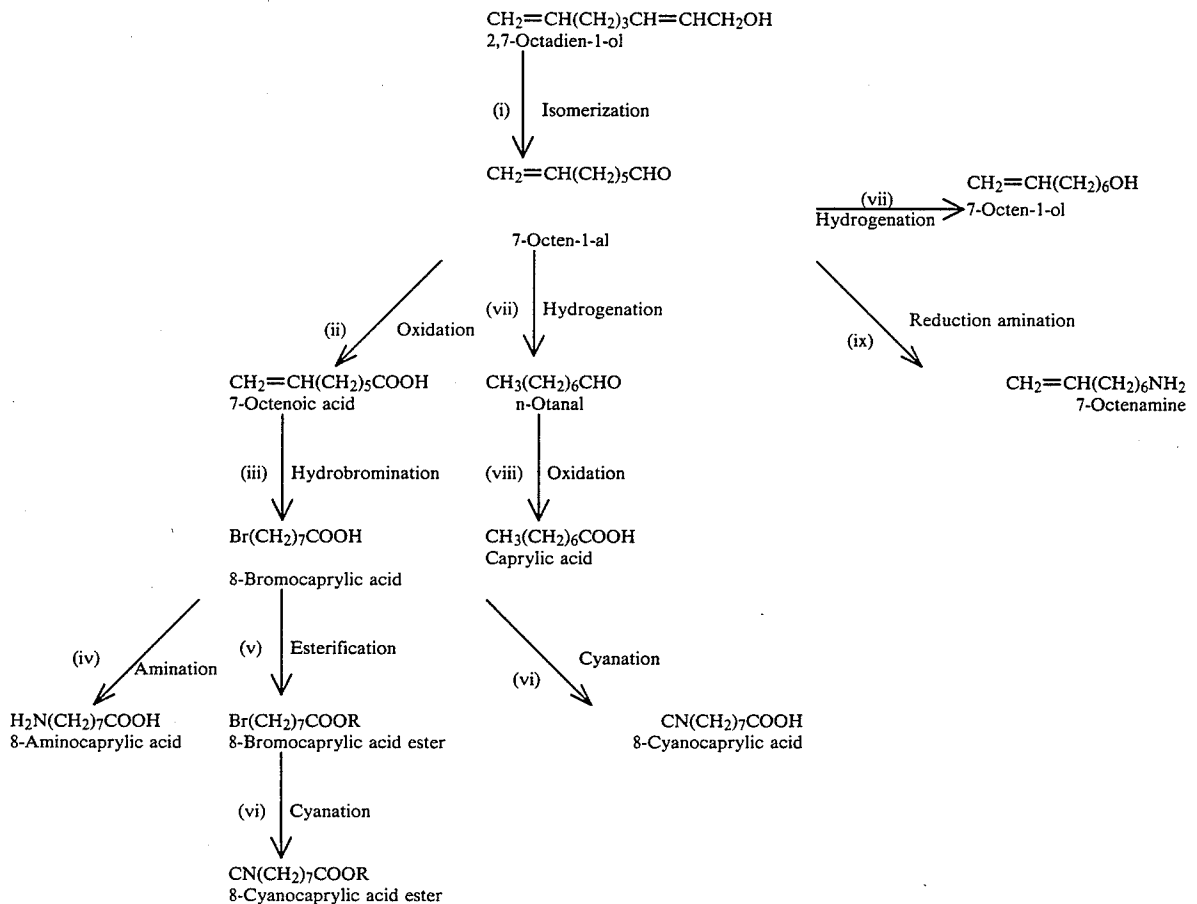 CH2=CH(CH2)3CH=CHCH2OH
2,7-Octadien-1-ol
(i) Isomerization
CH2=CH(CH2)5CHO
7-Octen-1-al
(vii)
Hydrogenation
CH2=CH(CH2)6OH
7-Octen-1-ol
(ii) Oxidation
(vii) Hydrogenation
Reduction amination
(ix)
CH2=CH(CH2)5COOH
7-Octenoic acid
CH3(CH2)6CHO
n-Otanal
CH2=CH(CH2)6NH2
7-Octenamine
(iii) Hydrobromination
(viii) Oxidation
Br(CH2)7COOH
8-Bromocaprylic acid
CH3(CH2)6COOH
Caprylic acid
(iv) Amination
(v) Esterification
Cyanation
(vi)
H2N(CH2)7COOH
8-Aminocaprylic acid
Br(CH2)7COOR
8-Bromocaprylic acid ester
CN(CH2)7COOH
8-Cyanocaprylic acid
(vi) Cyanation
CN(CH2)7COOR
8-Cyanocaprylic acid ester